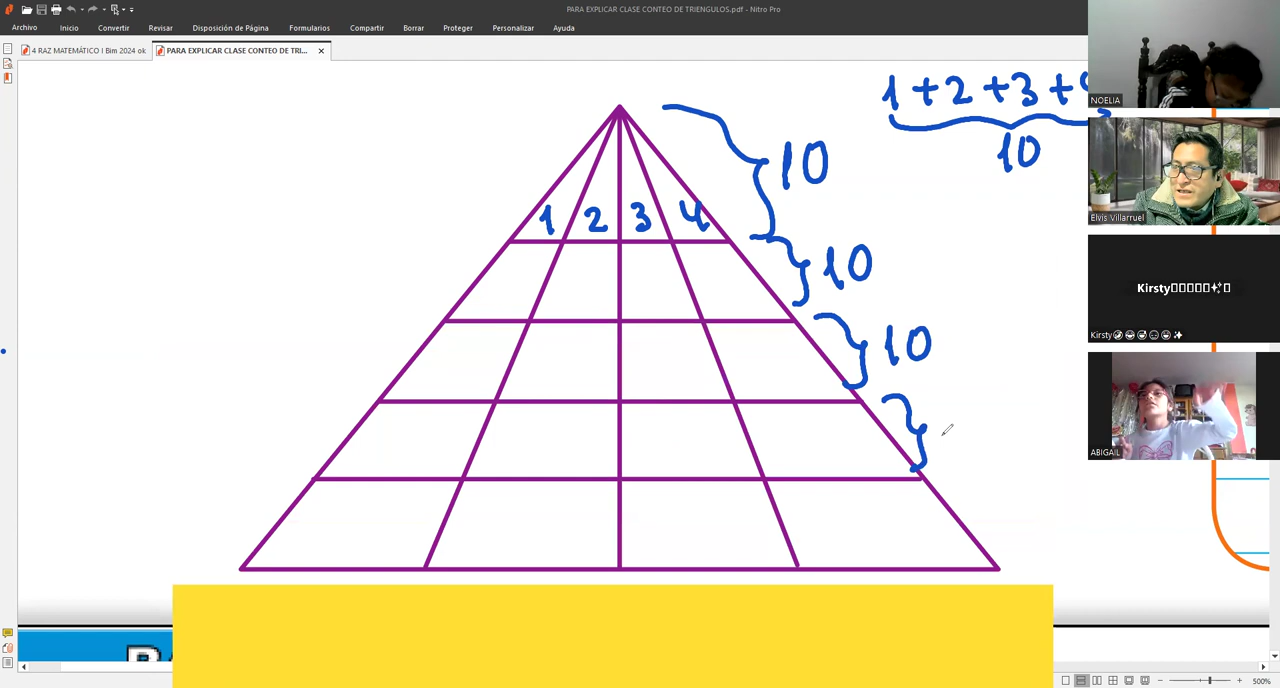 PARA EXPLICAR CLASE CONTEO DE TRIENGULOS.pdf - Nitro Pro
Archivo Inicio Convertir Revisar Disposición de Página Formularios Compartir Borrar Proteger Personalizar Ayuda
4 RAZ MATEMÁTICO I Bim 2024 ok PARA EXPLICAR CLASE CONTEO DE TRI... ×
1+2+3+
10
10
1 2 3 4
10
10
NOELIA
Elvis Villarruel
Kirsty
Kirsty
ABIGAIL
500%